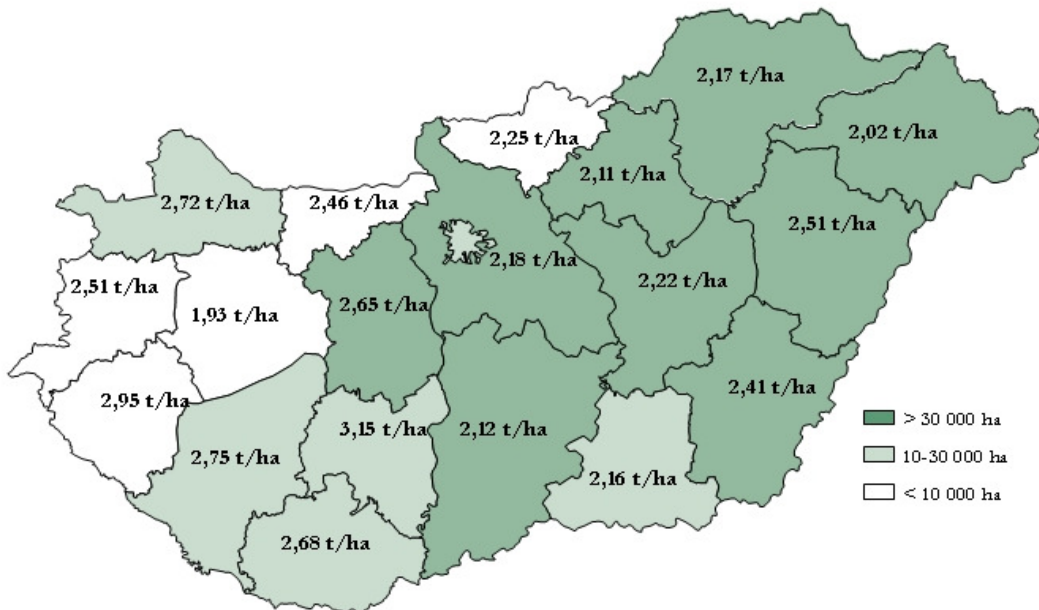 2,17 t/ha
2,02 t/ha
2,25 t/ha
2,11 t/ha
2,72 t/ha
2,46 t/ha
2,51 t/ha
2,18 t/ha
2,22 t/ha
2,51 t/ha
1,93 t/ha
2,65 t/ha
2,41 t/ha
2,95 t/ha
3,15 t/ha
2,12 t/ha
2,75 t/ha
2,16 t/ha
2,68 t/ha
> 30 000 ha
10-30 000 ha
< 10 000 ha